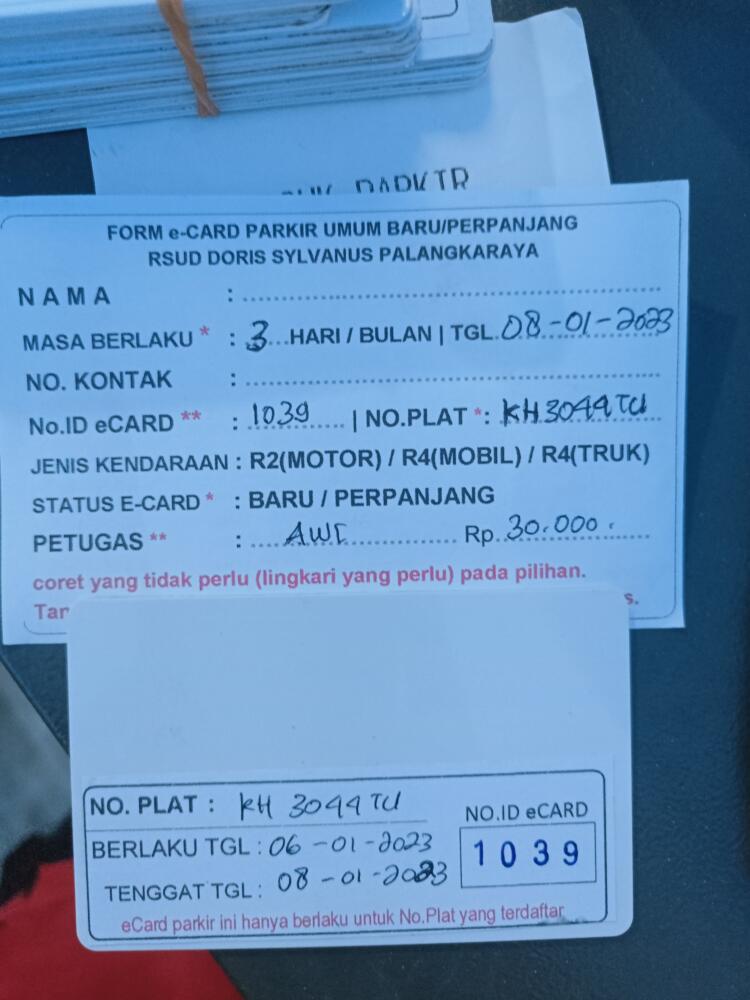 PARKIR
FORM e-CARD PARKIR UMUM BARU/PERPANJANG
RSUD DORIS SYLVANUS PALANGKARAYA
NAMA : ....................
MASA BERLAKU * : 3 HARI / BULAN | TGL. 08-01-2023
NO. KONTAK : ....................
No.ID eCARD ** : 1039 | NO.PLAT *: KH 3044 TU
JENIS KENDARAAN : R2(MOTOR) / R4(MOBIL) / R4(TRUK)
STATUS E-CARD * : BARU / PERPANJANG
PETUGAS ** : AWI Rp. 30.000.
coret yang tidak perlu (lingkari yang perlu) pada pilihan.
NO. PLAT : KH 3044 TU
NO.ID eCARD
BERLAKU TGL : 06-01-2023
1039
TENGGAT TGL : 08-01-2023
eCard parkir ini hanya berlaku untuk No.Plat yang terdaftar